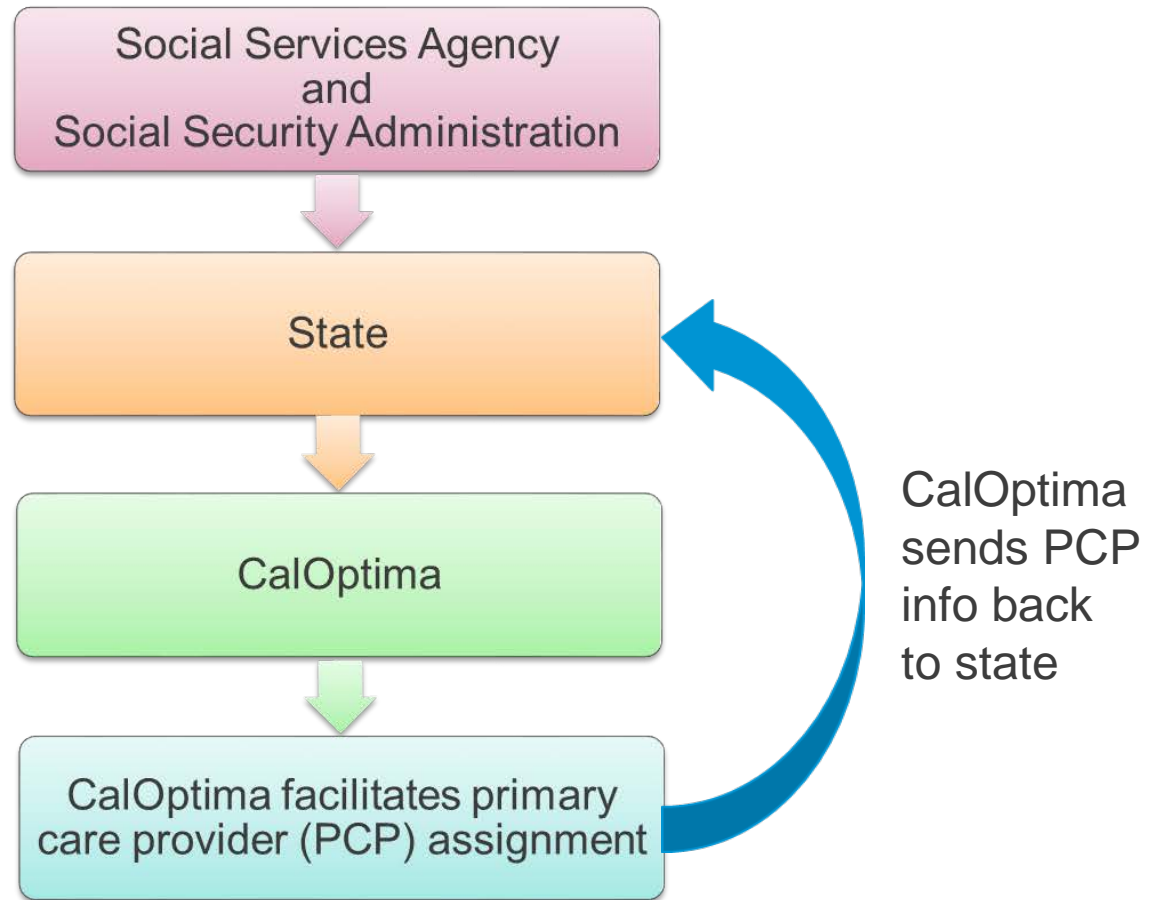 Social Services Agency
and
Social Security Administration
State
CalOptima
CalOptima facilitates primary
care provider (PCP) assignment
CalOptima
sends PCP
info back
to state